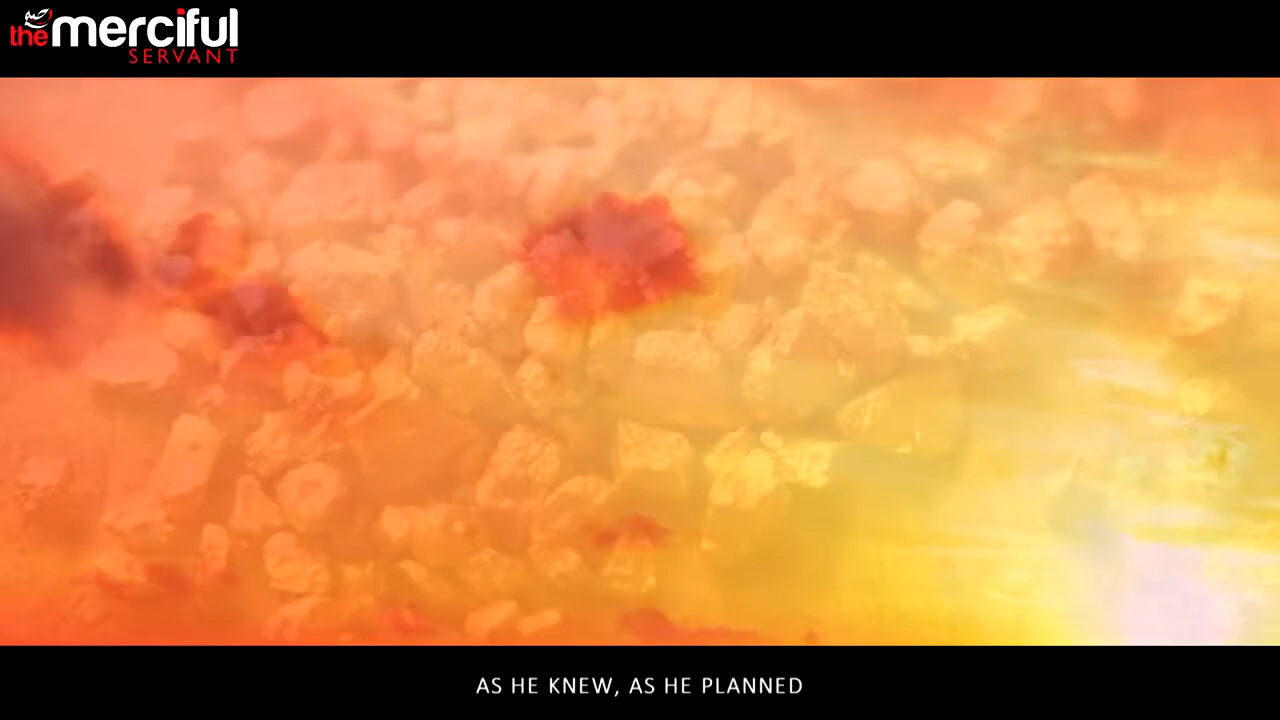 the merciful
SERVANT
AS HE KNEW, AS HE PLANNED